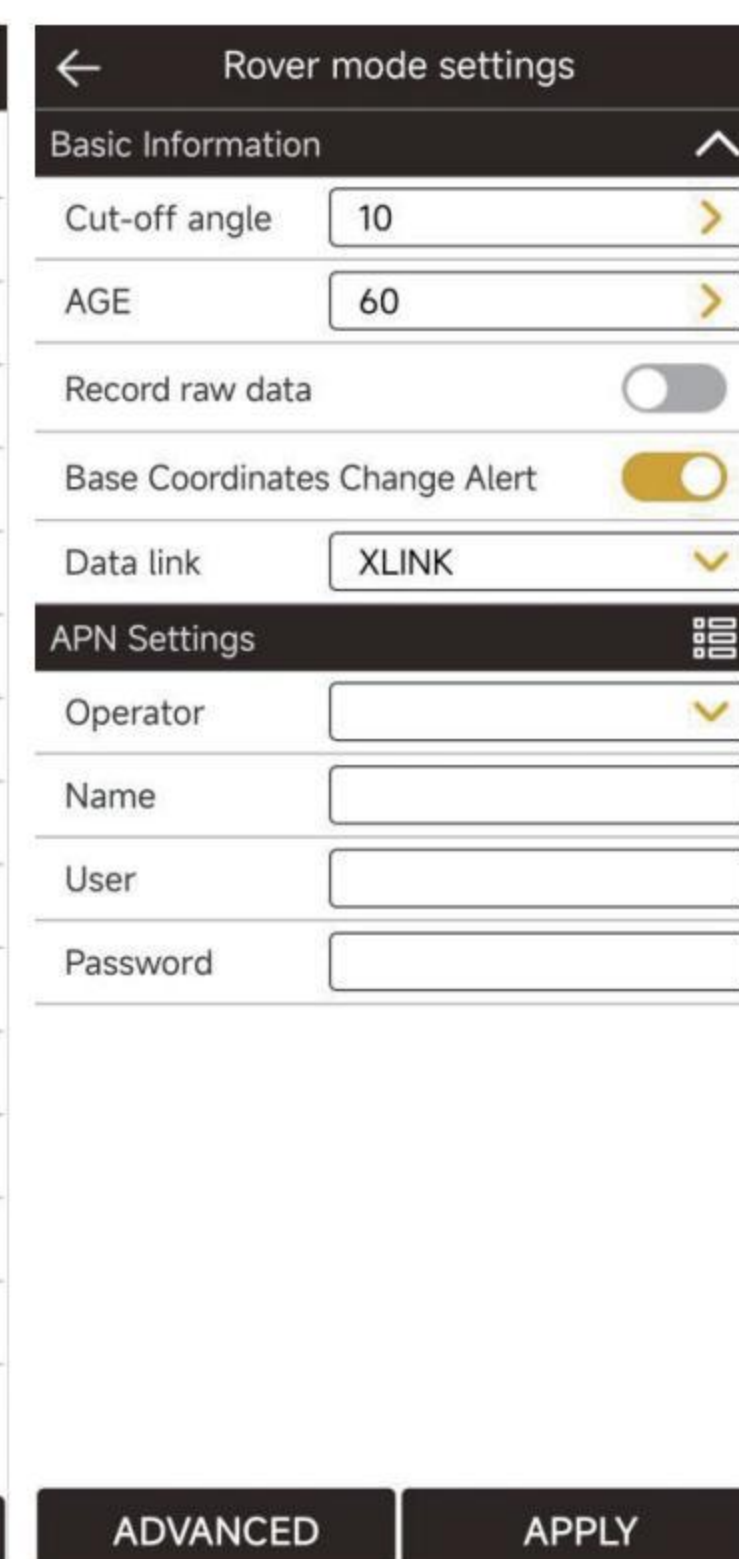 Rover mode settings
Basic Information
Cut-off angle 10
AGE 60
Record raw data
Base Coordinates Change Alert
Data link XLINK
APN Settings
Operator
Name
User
Password
ADVANCED APPLY